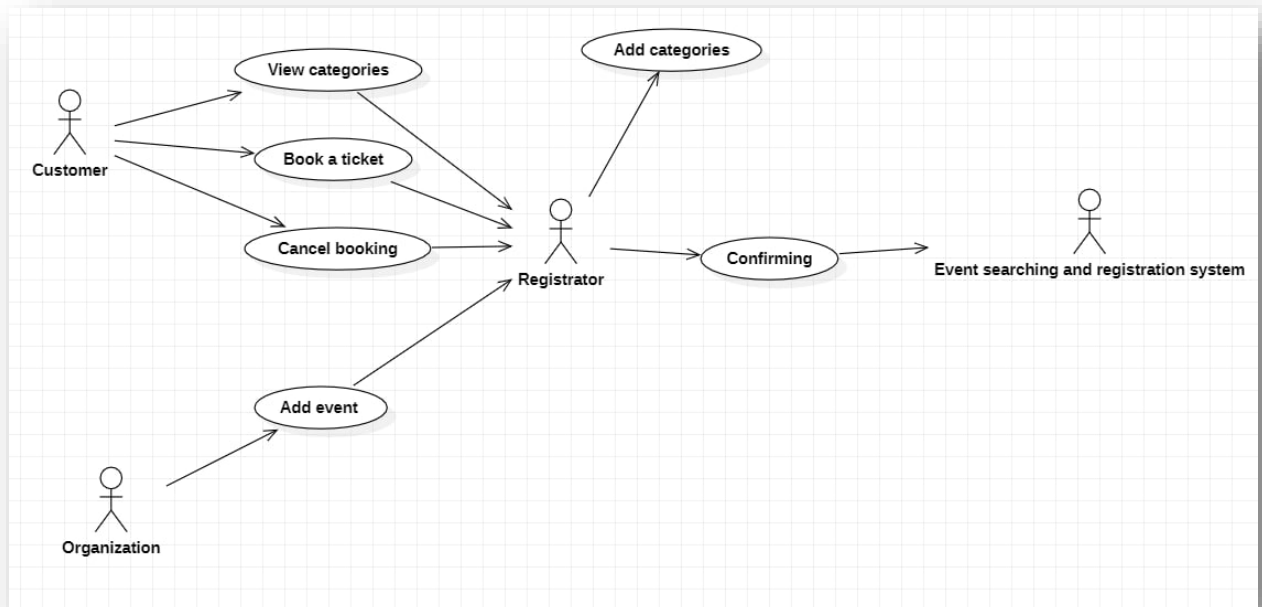 Add categories
View categories
Book a ticket
Customer
Cancel booking
Confirming
Event searching and registration system
Registrator
Add event
Organization